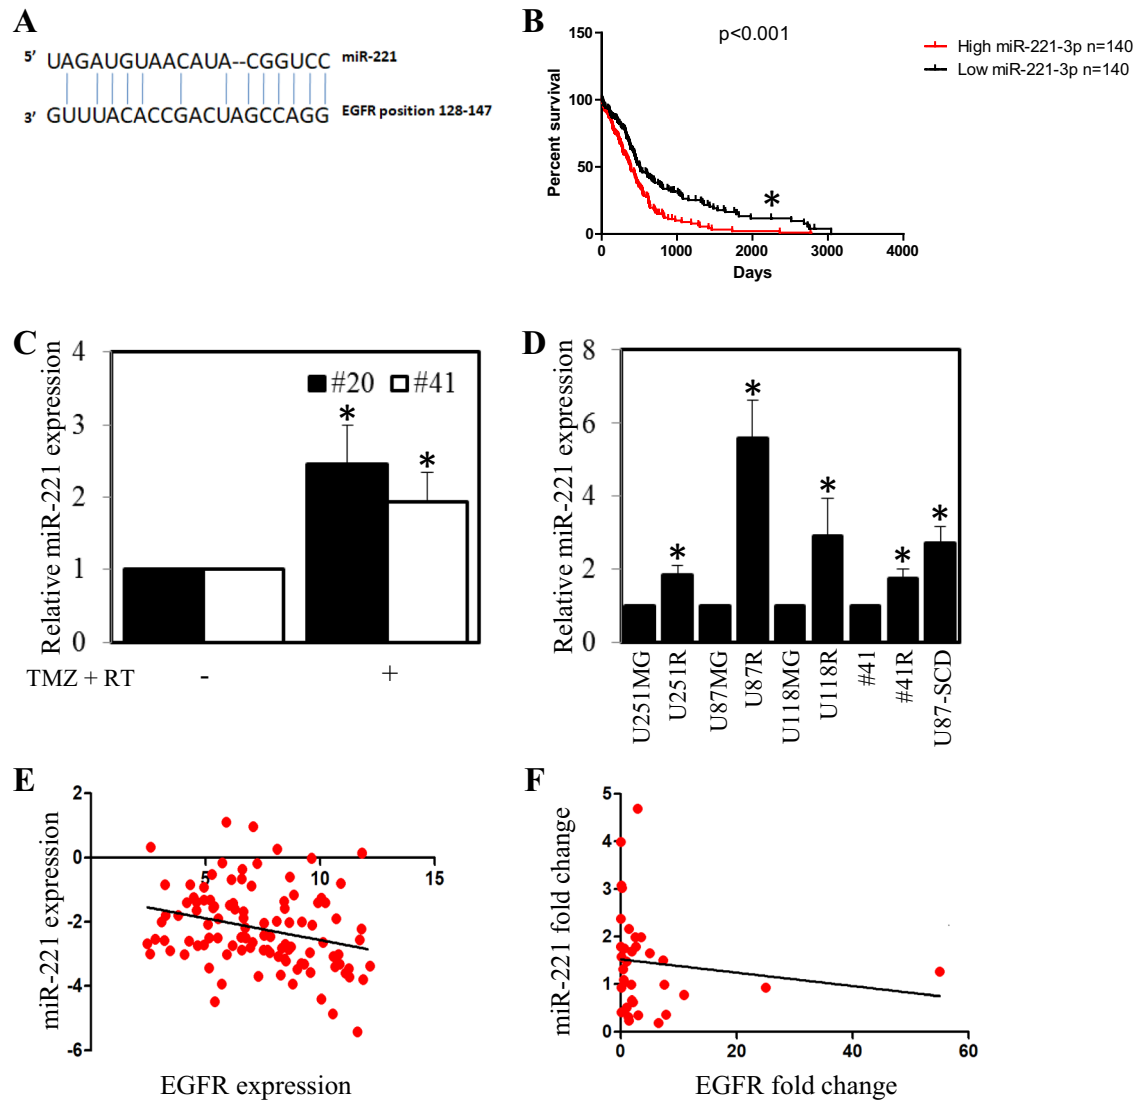 A
5' UAGAUGUAACAUA--CGGUCC miR-221
3' GUUUACACCGACUAGCCAGG EGFR position 128-147
B
p<0.001
High miR-221-3p n=140
Low miR-221-3p n=140
150
100
50
0
Percent survival
*
0 1000 2000 3000 4000
Days
C
Relative miR-221 expression
4
3
2
1
0
#20 #41
* *
TMZ + RT - +
D
Relative miR-221 expression
8
6
4
2
0
* * * * *
U251MG
U251R
U87MG
U87R
U118MG
U118R
#41
#41R
U87-SCD
E
miR-221 expression
2
0
-2
-4
-6
5 10 15
EGFR expression
F
miR-221 fold change
5
4
3
2
1
0
0 20 40 60
EGFR fold change